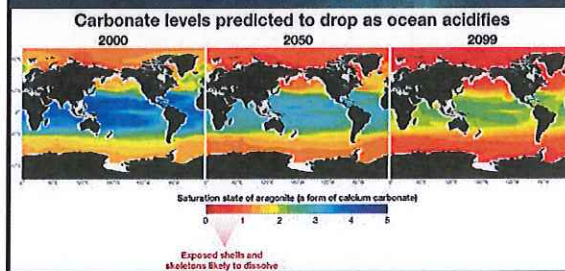 Carbonate levels predicted to drop as ocean acidifies
2000 2050 2099
Saturation state of aragonite (a form of calcium carbonate)
0 1 2 3 4 5
Exposed shells and
skeletons likely to dissolve